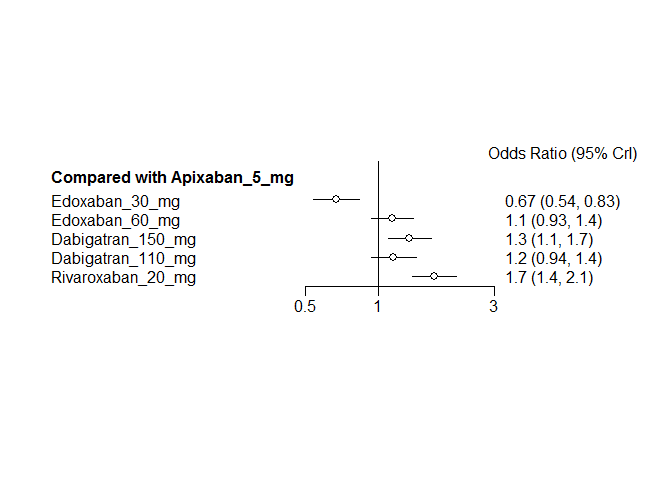 Odds Ratio (95% CrI)
Compared with Apixaban_5_mg
Edoxaban_30_mg 0.67 (0.54, 0.83)
Edoxaban_60_mg 1.1 (0.93, 1.4)
Dabigatran_150_mg 1.3 (1.1, 1.7)
Dabigatran_110_mg 1.2 (0.94, 1.4)
Rivaroxaban_20_mg 1.7 (1.4, 2.1)
0.5 1 3